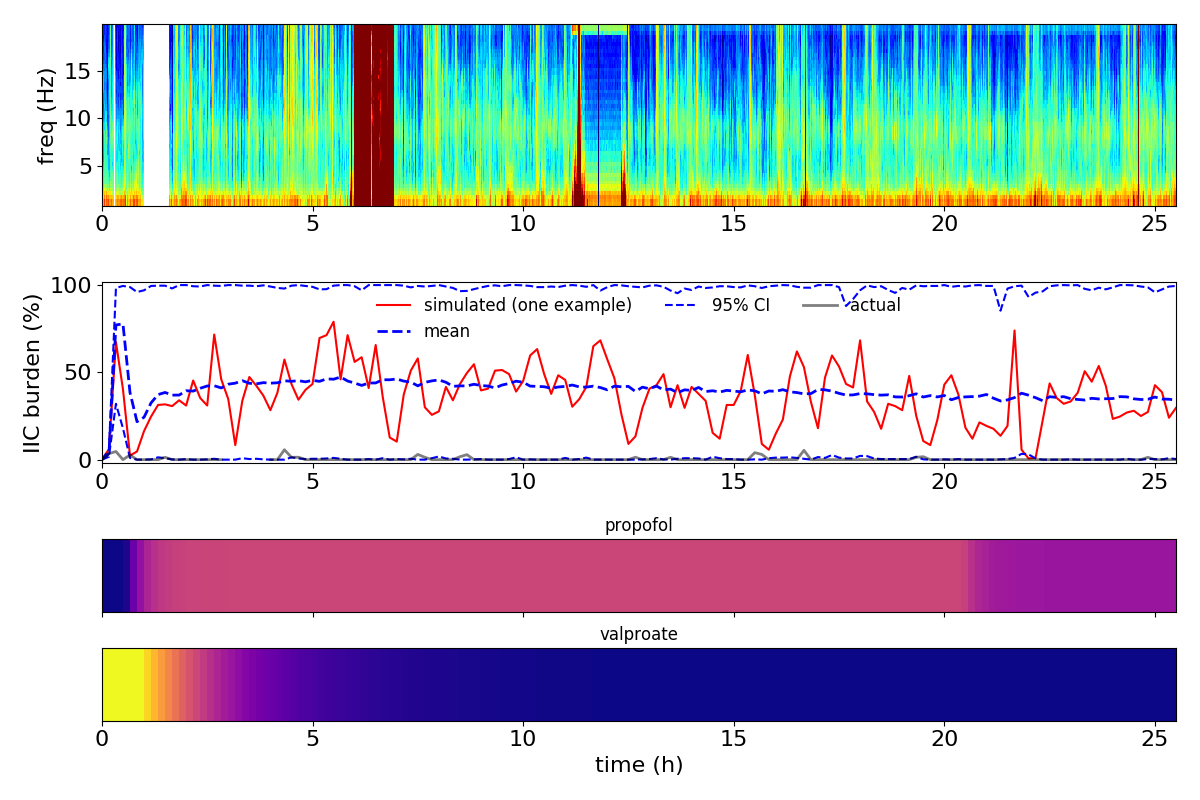 freq (Hz)
15
10
5
0 5 10 15 20 25
IIC burden (%)
100
50
0
simulated (one example) 95% CI actual
mean
0 5 10 15 20 25
propofol
valproate
0 5 10 15 20 25
time (h)